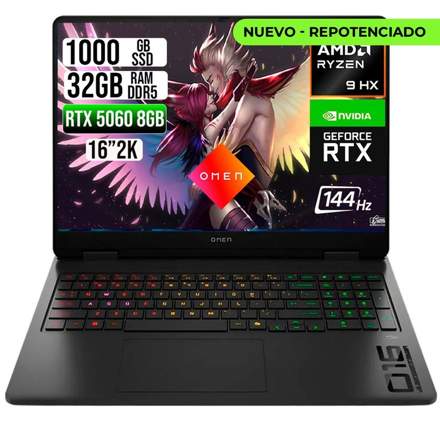 NUEVO - REPOTENCIADO
1000 GB SSD
32GB RAM DDR5
RTX 5060 8GB
16"2K
AMD
RYZEN
9 HX
NVIDIA
GEFORCE
RTX
OMEN
144Hz
OMEN